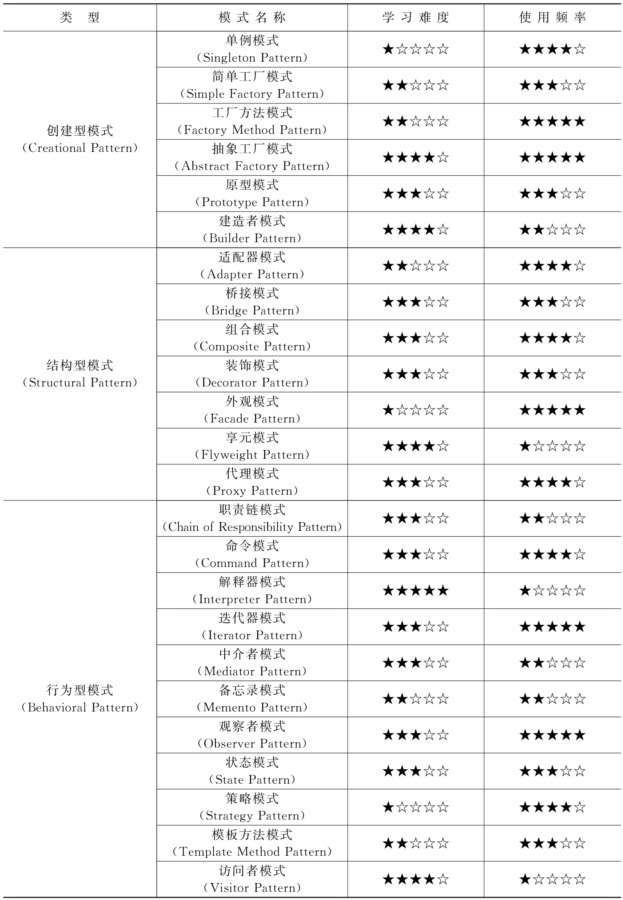 类 型 模式名称 学习难度 使用频率
创建型模式
(Creational Pattern)
单例模式
(Singleton Pattern)
★☆☆☆☆ ★★★★☆
简单工厂模式
(Simple Factory Pattern)
★★☆☆☆ ★★★☆☆
工厂方法模式
(Factory Method Pattern)
★★☆☆☆ ★★★★★
抽象工厂模式
(Abstract Factory Pattern)
★★★★☆ ★★★★★
原型模式
(Prototype Pattern)
★★★☆☆ ★★★☆☆
建造者模式
(Builder Pattern)
★★★★☆ ★★☆☆☆
结构型模式
(Structural Pattern)
适配器模式
(Adapter Pattern)
★★☆☆☆ ★★★★☆
桥接模式
(Bridge Pattern)
★★★☆☆ ★★★☆☆
组合模式
(Composite Pattern)
★★★☆☆ ★★★★☆
装饰模式
(Decorator Pattern)
★★★☆☆ ★★★☆☆
外观模式
(Facade Pattern)
★☆☆☆☆ ★★★★★
享元模式
(Flyweight Pattern)
★★★★☆ ★☆☆☆☆
代理模式
(Proxy Pattern)
★★★☆☆ ★★★★☆
行为型模式
(Behavioral Pattern)
职责链模式
(Chain of Responsibility Pattern)
★★★☆☆ ★★☆☆☆
命令模式
(Command Pattern)
★★★☆☆ ★★★★☆
解释器模式
(Interpreter Pattern)
★★★★★ ★☆☆☆☆
迭代器模式
(Iterator Pattern)
★★★☆☆ ★★★★★
中介者模式
(Mediator Pattern)
★★★☆☆ ★★☆☆☆
备忘录模式
(Memento Pattern)
★★☆☆☆ ★★☆☆☆
观察者模式
(Observer Pattern)
★★★☆☆ ★★★★★
状态模式
(State Pattern)
★★★☆☆ ★★★☆☆
策略模式
(Strategy Pattern)
★☆☆☆☆ ★★★★☆
模板方法模式
(Template Method Pattern)
★★☆☆☆ ★★★☆☆
访问者模式
(Visitor Pattern)
★★★★☆ ★☆☆☆☆